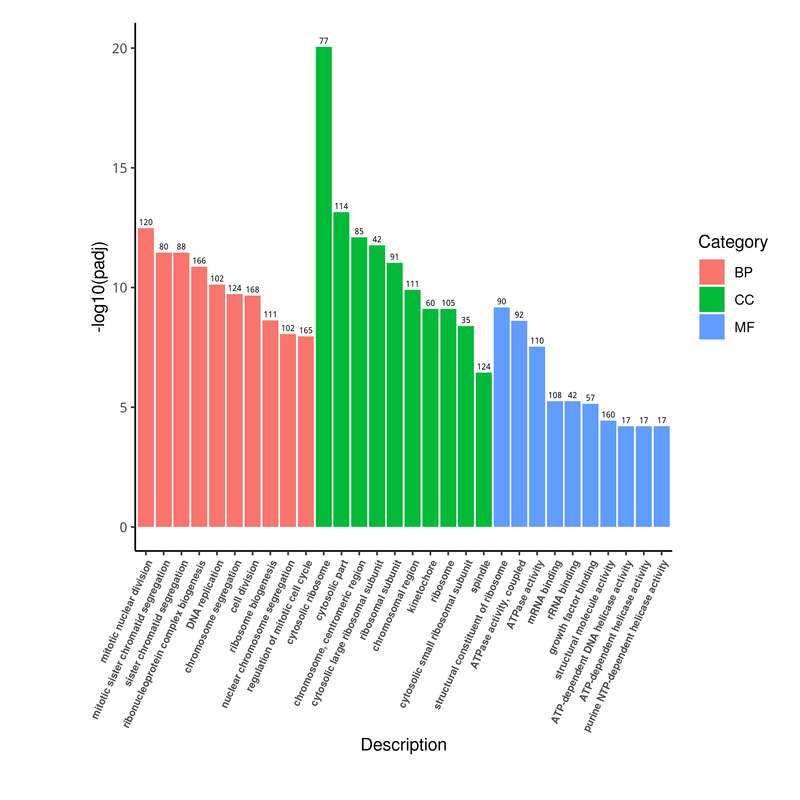 20
15
10
5
0
-log10(padj)
120
80
88
166
102
124
168
111
102
165
77
114
85
42
91
111
60
105
35
124
90
92
110
108
42
57
160
17
17
17
mitotic nuclear division
mitotic sister chromatid segregation
sister chromatid segregation
ribonucleoprotein complex biogenesis
DNA replication
chromosome segregation
cell division
ribosome biogenesis
nuclear chromosome segregation
regulation of mitotic cell cycle
cytosolic ribosome
cytosolic part
chromosome, centromeric region
cytosolic large ribosomal subunit
ribosomal subunit
chromosomal region
kinetochore
ribosome
cytosolic small ribosomal subunit
spindle
structural constituent of ribosome
ATPase activity, coupled
ATPase activity
mRNA binding
rRNA binding
growth factor binding
structural molecule activity
ATP-dependent DNA helicase activity
ATP-dependent helicase activity
purine NTP-dependent helicase activity
Description
Category
BP
CC
MF